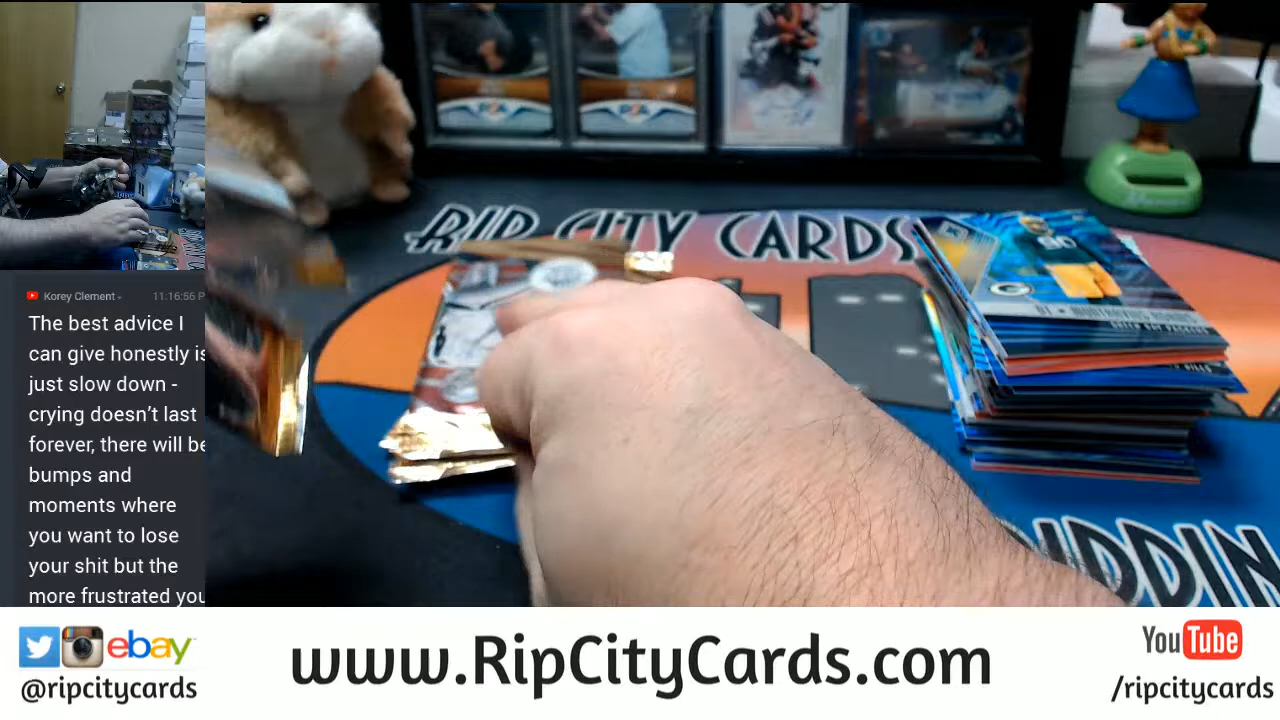 Korey Clement
11:16:56 P
The best advice I
can give honestly is
just slow down -
crying doesn't last
forever, there will be
bumps and
moments where
you want to lose
your shit but the
more frustrated you
RIP CITY CARDS
RIPPIN
ebay
@ripcitycards
www.RipCityCards.com
YouTube
/ripcitycards